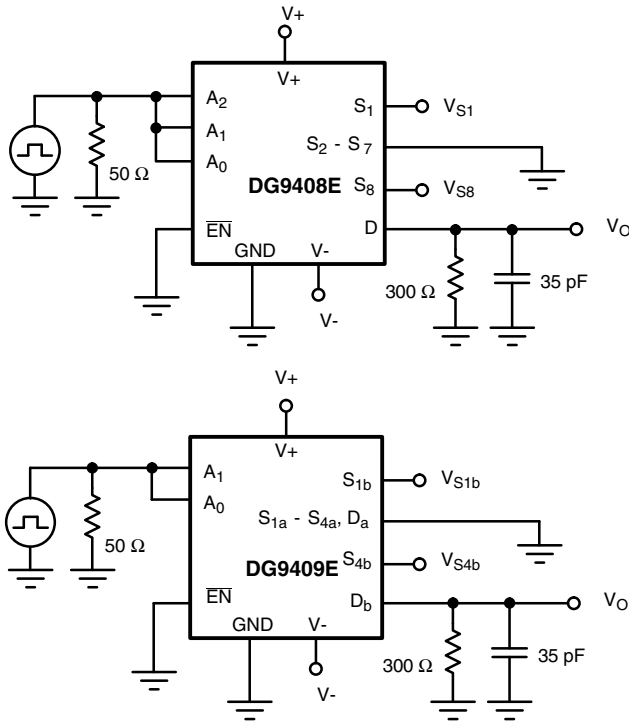 V+
V+
A2
S1
VS1
A1
S2 - S7
A0
50 Ω
DG9408E
S8
VS8
EN
D
VO
GND
V-
300 Ω
35 pF
V-
V+
V+
A1
S1b
VS1b
A0
S1a - S4a, Da
50 Ω
DG9409E
S4b
VS4b
EN
Db
VO
GND
V-
300 Ω
35 pF
V-